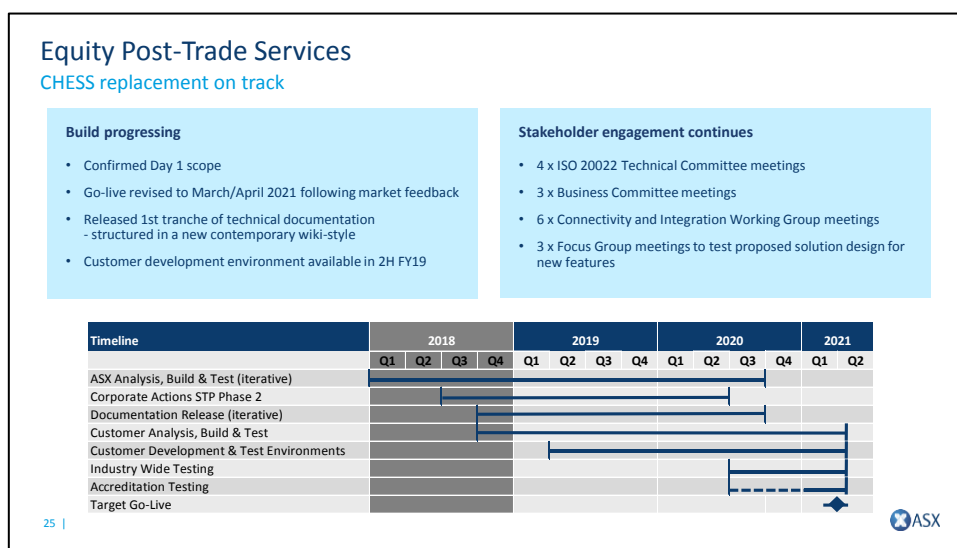 Equity Post-Trade Services
CHESS replacement on track
Build progressing
• Confirmed Day 1 scope
• Go-live revised to March/April 2021 following market feedback
• Released 1st tranche of technical documentation
- structured in a new contemporary wiki-style
• Customer development environment available in 2H FY19
Stakeholder engagement continues
• 4 x ISO 20022 Technical Committee meetings
• 3 x Business Committee meetings
• 6 x Connectivity and Integration Working Group meetings
• 3 x Focus Group meetings to test proposed solution design for
new features
Timeline 2018 2019 2020 2021
Q1 Q2 Q3 Q4 Q1 Q2 Q3 Q4 Q1 Q2 Q3 Q4 Q1 Q2
ASX Analysis, Build & Test (iterative)
Corporate Actions STP Phase 2
Documentation Release (iterative)
Customer Analysis, Build & Test
Customer Development & Test Environments
Industry Wide Testing
Accreditation Testing
Target Go-Live
25 |
ASX